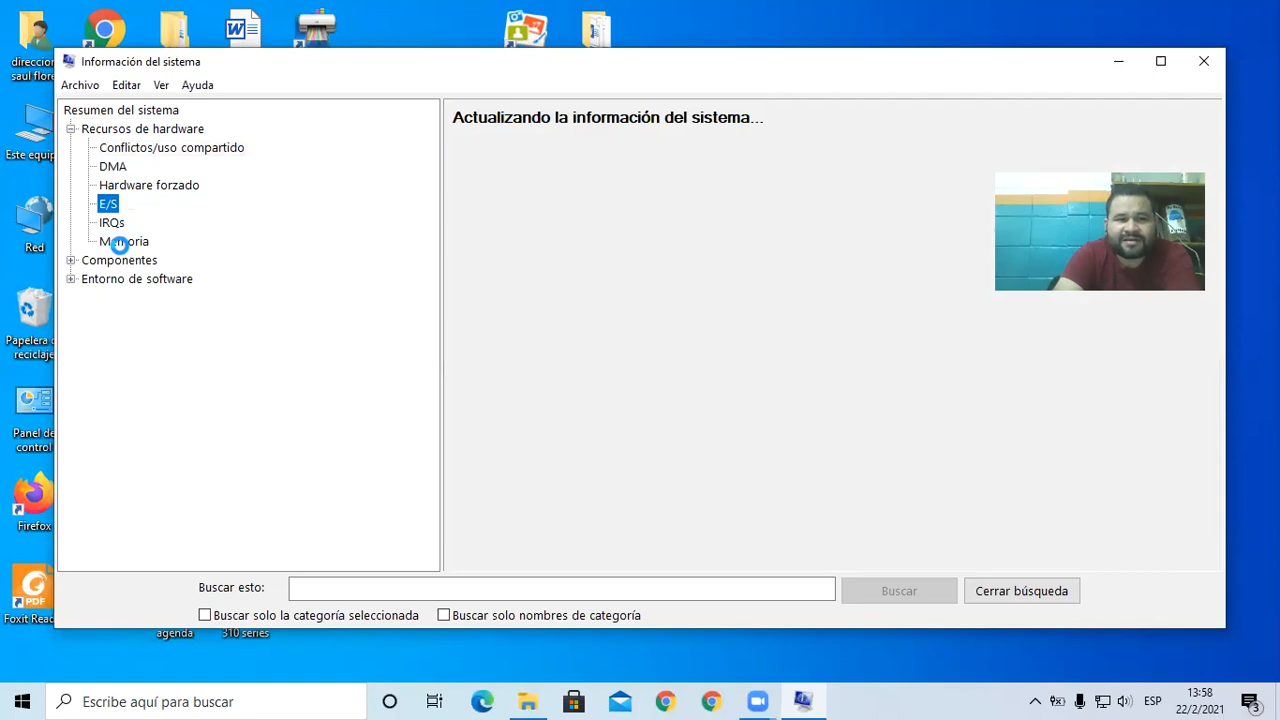 direccion
saul flore
Este equip
Red
Papelera de
reciclaje
Panel de
control
Firefox
PDF
Foxit Read
agenda
310 series
Información del sistema
Archivo Editar Ver Ayuda
Resumen del sistema
Recursos de hardware
Conflictos/uso compartido
DMA
Hardware forzado
E/S
IRQs
Memoria
Componentes
Entorno de software
Actualizando la información del sistema...
Buscar esto:
Buscar
Cerrar búsqueda
Buscar solo la categoría seleccionada
Buscar solo nombres de categoría
Escribe aquí para buscar
ESP
13:58
22/2/2021
3